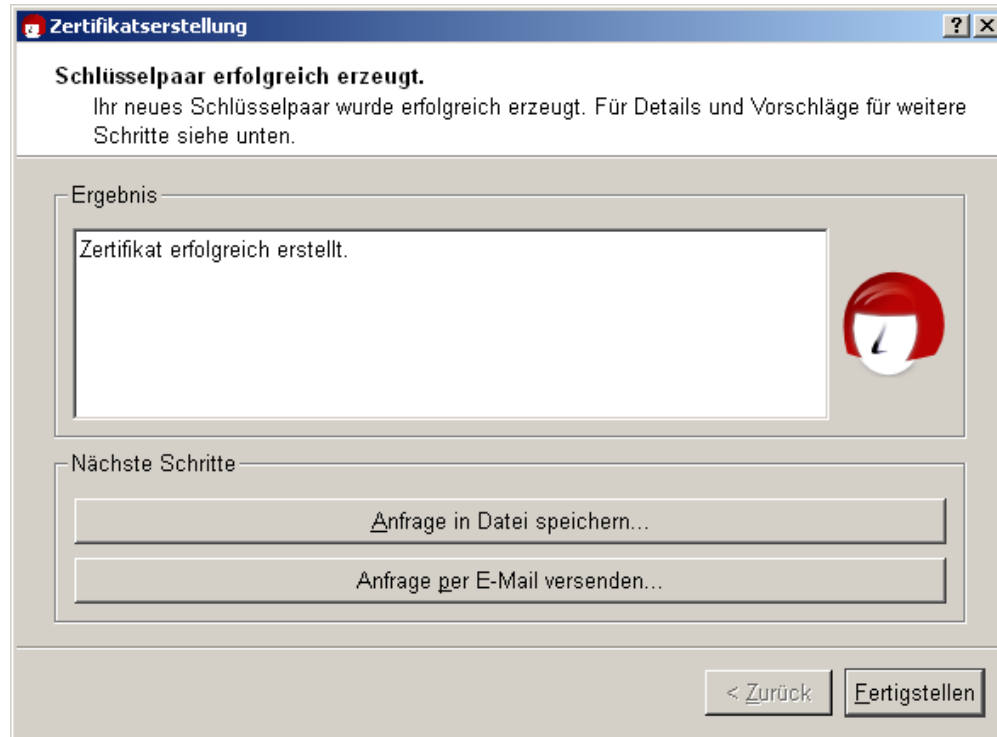 Zertifikatserstellung
Schlüsselpaar erfolgreich erzeugt.
Ihr neues Schlüsselpaar wurde erfolgreich erzeugt. Für Details und Vorschläge für weitere
Schritte siehe unten.
Ergebnis
Zertifikat erfolgreich erstellt.
Nächste Schritte
Anfrage in Datei speichern...
Anfrage per E-Mail versenden...
< Zurück
Fertigstellen